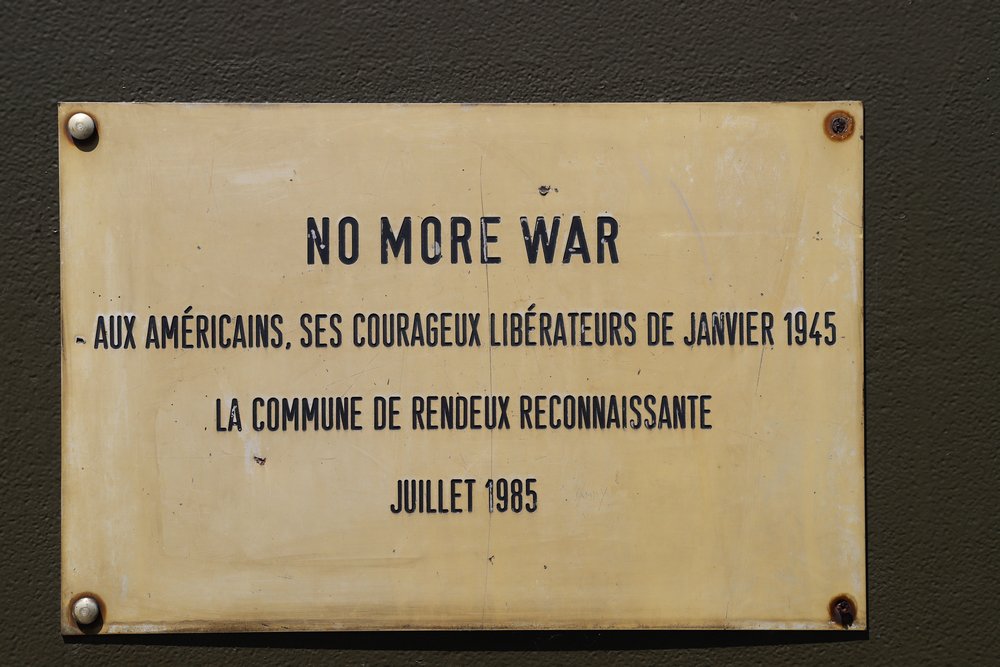 NO MORE WAR
AUX AMÉRICAINS, SES COURAGEUX LIBÉRATEURS DE JANVIER 1945
LA COMMUNE DE RENDEUX RECONNAISSANTE
JUILLET 1985